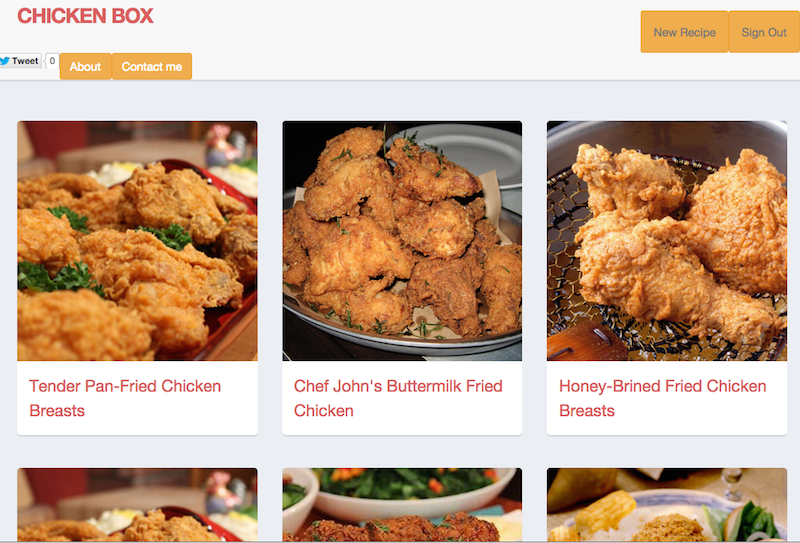 CHICKEN BOX
New Recipe
Sign Out
Tweet
0
About
Contact me
Tender Pan-Fried Chicken
Breasts
Chef John's Buttermilk Fried
Chicken
Honey-Brined Fried Chicken
Breasts